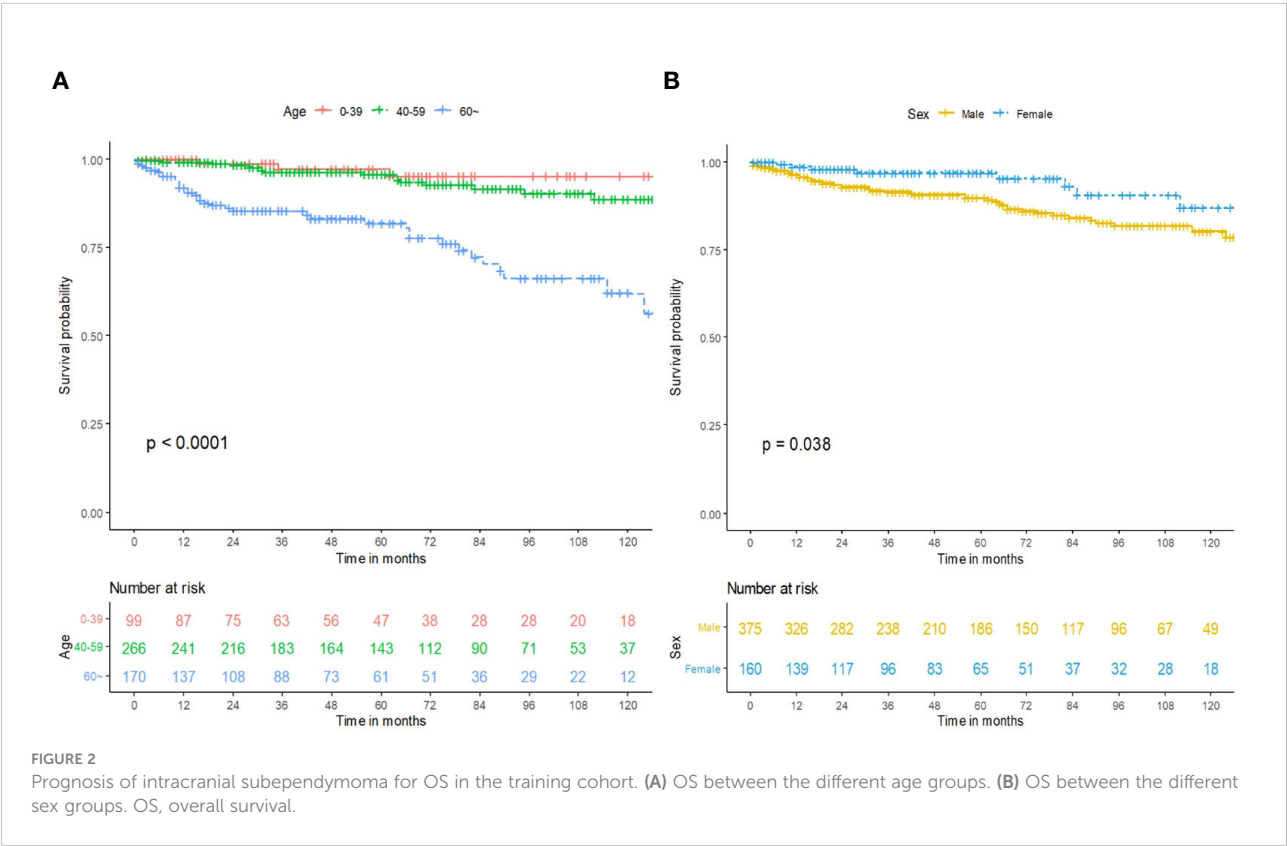 A
Age 0-39 40-59 60~
1.00
0.75
0.50
0.25
0.00
Survival probability
p < 0.0001
0 12 24 36 48 60 72 84 96 108 120
Time in months
Number at risk
Age
0-39 99 87 75 63 56 47 38 28 28 20 18
40-59 266 241 216 183 164 143 112 90 71 53 37
60~ 170 137 108 88 73 61 51 36 29 22 12
0 12 24 36 48 60 72 84 96 108 120
Time in months
B
Sex Male Female
1.00
0.75
0.50
0.25
0.00
Survival probability
p = 0.038
0 12 24 36 48 60 72 84 96 108 120
Time in months
Number at risk
Sex
Male 375 326 282 238 210 186 150 117 96 67 49
Female 160 139 117 96 83 65 51 37 32 28 18
0 12 24 36 48 60 72 84 96 108 120
Time in months
FIGURE 2
Prognosis of intracranial subependymoma for OS in the training cohort. (A) OS between the different age groups. (B) OS between the different
sex groups. OS, overall survival.